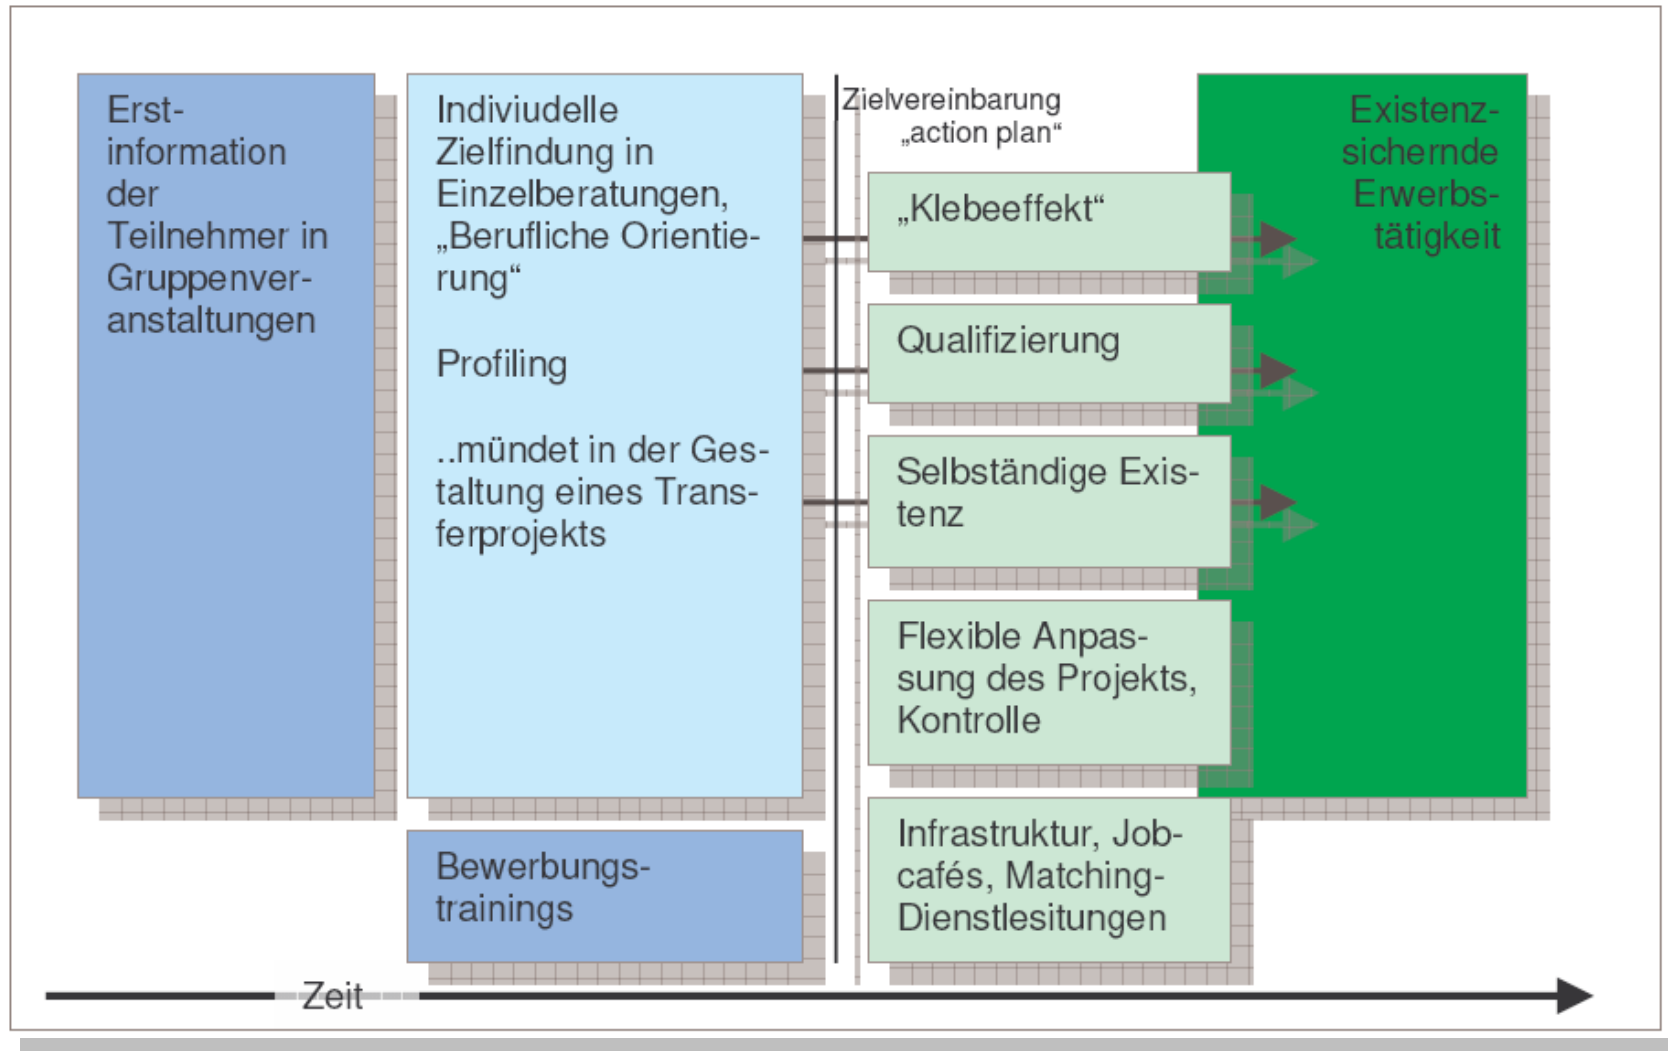 Erst-
information
der
Teilnehmer in
Gruppenver-
anstaltungen
Indiviudelle
Zielfindung in
Einzelberatungen,
„Berufliche Orientie-
rung“
Profiling
..mündet in der Ges-
taltung eines Trans-
ferprojekts
Bewerbungs-
trainings
Zielvereinbarung
„action plan“
„Klebeeffekt“
Qualifizierung
Selbständige Exis-
tenz
Flexible Anpas-
sung des Projekts,
Kontrolle
Infrastruktur, Job-
cafés, Matching-
Dienstlesitungen
Existenz-
sichernde
Erwerbs-
tätigkeit
Zeit